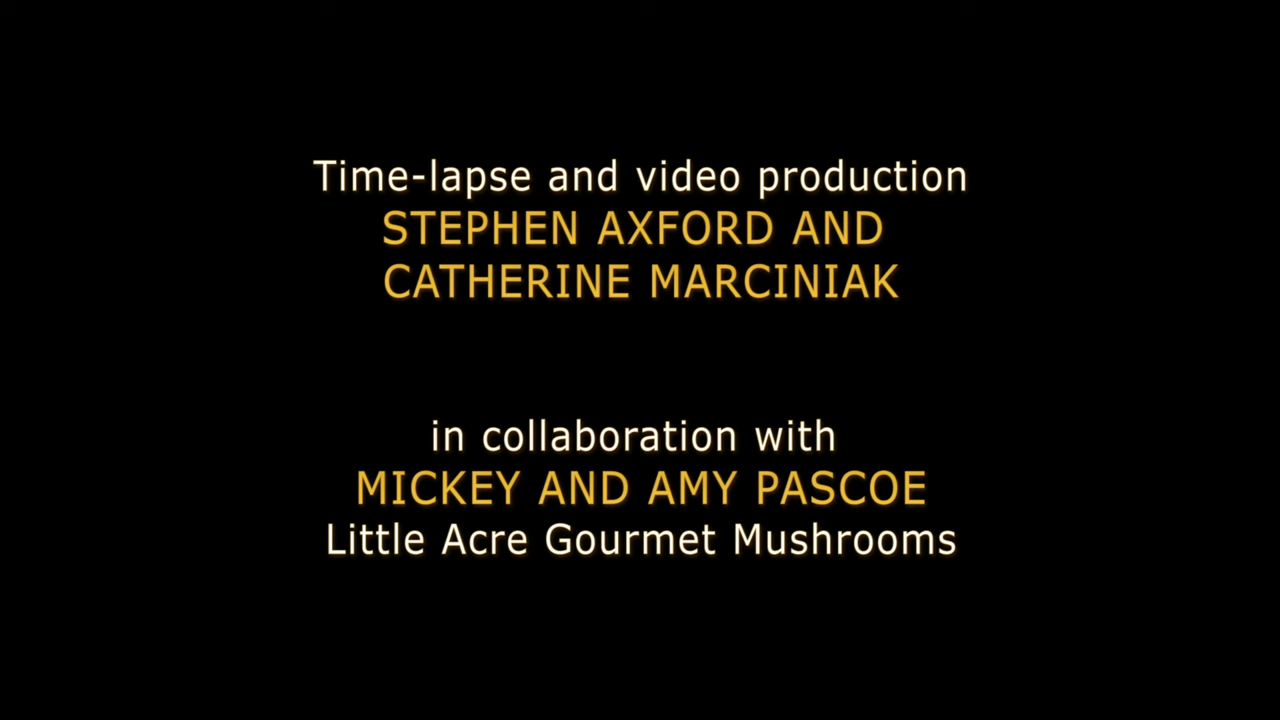 Time-lapse and video production
STEPHEN AXFORD AND
CATHERINE MARCINIAK
in collaboration with
MICKEY AND AMY PASCOE
Little Acre Gourmet Mushrooms